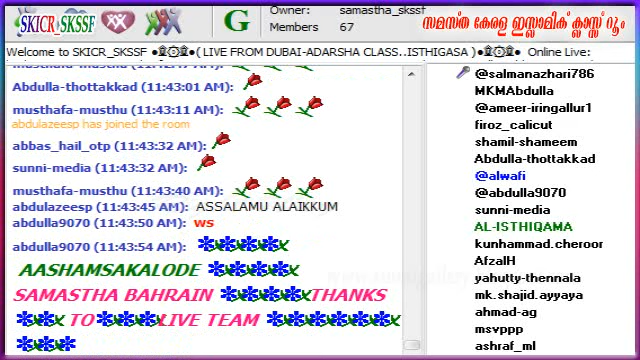 SKICR_SKSSF
G
Owner: samastha_skssf
Members 67
സമസ്ത കേരള ഇസ്ലാമിക് ക്ലാസ്സ് റൂം
Welcome to SKICR_SKSSF ●۩۞۩●( LIVE FROM DUBAI-ADARSHA CLASS..ISTHIGASA )●۩۞۩● Online Live:
Abdulla-thottakkad (11:43:01 AM):
musthafa-musthu (11:43:11 AM):
abdulazeesp has joined the room
abbas_hail_otp (11:43:32 AM):
sunni-media (11:43:32 AM):
musthafa-musthu (11:43:40 AM):
abdulazeesp (11:43:45 AM): ASSALAMU ALAIKKUM
abdulla9070 (11:43:50 AM): ws
abdulla9070 (11:43:54 AM):
AASHAMSAKALODE
SAMASTHA BAHRAIN THANKS
TO LIVE TEAM
@salmanazhari786
MKMAbdulla
@ameer-iringallur1
firoz_calicut
shamil-shameem
Abdulla-thottakkad
@alwafi
@abdulla9070
sunni-media
AL-ISTHIQAMA
kunhammad.cheroor
AfzalH
yahutty-thennala
mk.shajid.ayyaya
ahmad-ag
msvppp
ashraf_ml